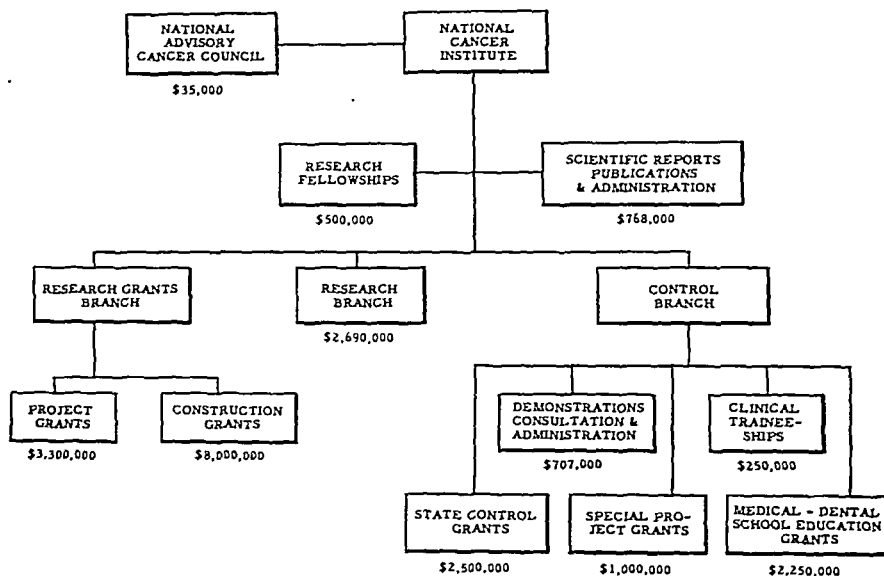 NATIONAL
ADVISORY
CANCER COUNCIL
$35,000
NATIONAL
CANCER
INSTITUTE
RESEARCH
FELLOWSHIPS
$500,000
SCIENTIFIC REPORTS
PUBLICATIONS
& ADMINISTRATION
$768,000
RESEARCH GRANTS
BRANCH
RESEARCH
BRANCH
$2,690,000
CONTROL
BRANCH
PROJECT
GRANTS
$3,300,000
CONSTRUCTION
GRANTS
$8,000,000
DEMONSTRATIONS
CONSULTATION &
ADMINISTRATION
$707,000
CLINICAL
TRAINEE-
SHIPS
$250,000
STATE CONTROL
GRANTS
$2,500,000
SPECIAL PRO-
JECT GRANTS
$1,000,000
MEDICAL - DENTAL
SCHOOL EDUCATION
GRANTS
$2,250,000